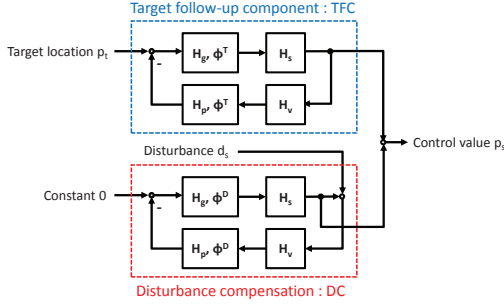 Target follow-up component : TFC
Target location pt
-
Hg, ϕT
Hs
Hp, ϕT
Hv
Control value ps
Disturbance ds
Constant 0
-
Hg, ϕD
Hs
Hp, ϕD
Hv
Disturbance compensation : DC